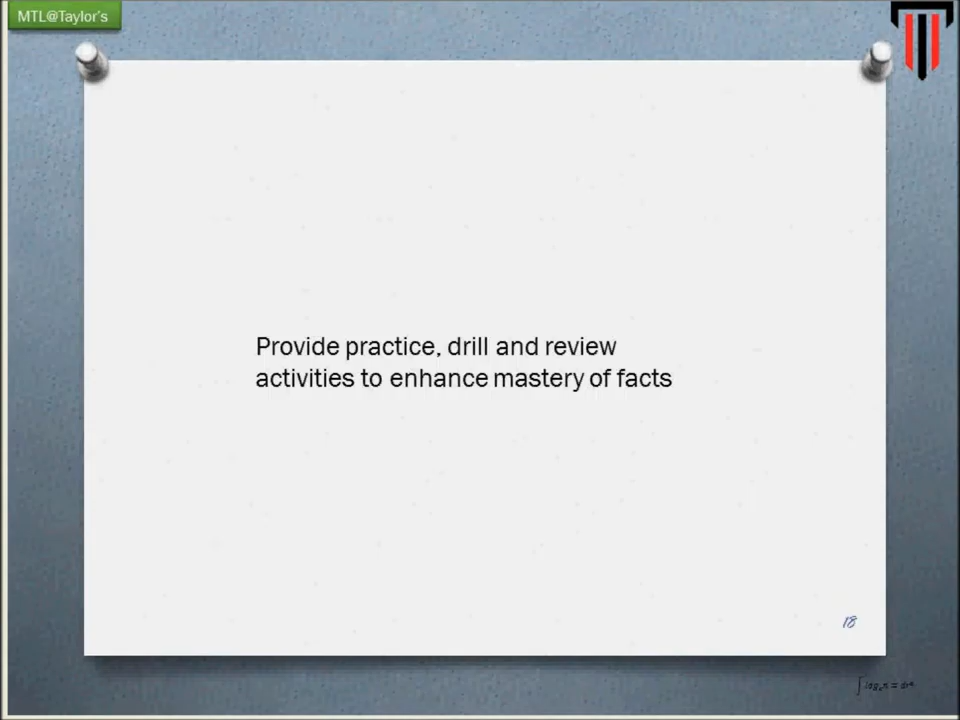 MTL@Taylor's
Provide practice, drill and review
activities to enhance mastery of facts
18